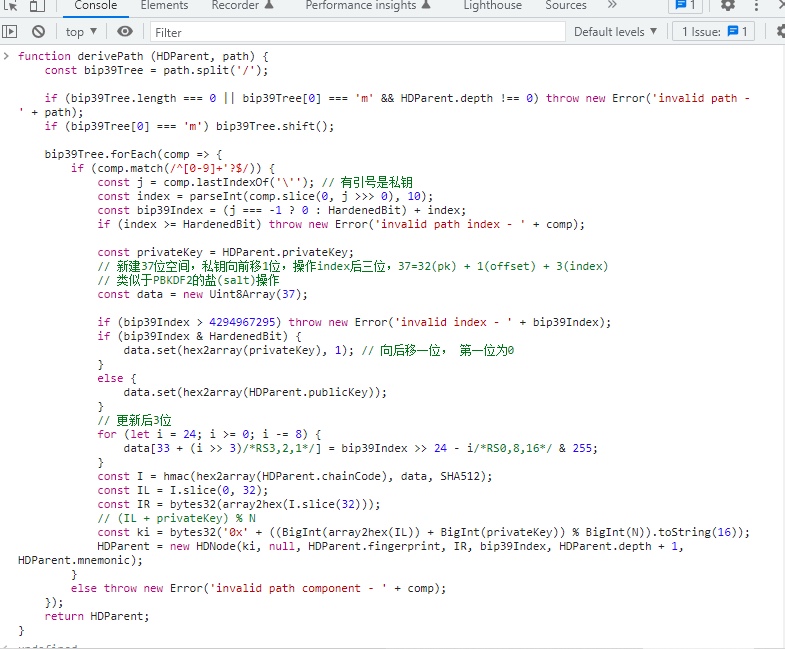 Console Elements Recorder Performance insights Lighthouse Sources » 1
top ▼ Filter Default levels ▼ 1 Issue: 1
> function derivePath (HDParent, path) {
const bip39Tree = path.split('/');
if (bip39Tree.length === 0 || bip39Tree[0] === 'm' && HDParent.depth !== 0) throw new Error('invalid path -
' + path);
if (bip39Tree[0] === 'm') bip39Tree.shift();
bip39Tree.forEach(comp => {
if (comp.match(/^[0-9]+'?$/)) {
const j = comp.lastIndexOf('\''); // 有引号是私钥
const index = parseInt(comp.slice(0, j >>> 0), 10);
const bip39Index = (j === -1 ? 0 : HardenedBit) + index;
if (index >= HardenedBit) throw new Error('invalid path index - ' + comp);
const privateKey = HDParent.privateKey;
// 新建37位空间，私钥向前移1位，操作index后三位，37=32(pk) + 1(offset) + 3(index)
// 类似于PBKDF2的盐(salt)操作
const data = new Uint8Array(37);
if (bip39Index > 4294967295) throw new Error('invalid index - ' + bip39Index);
if (bip39Index & HardenedBit) {
data.set(hex2array(privateKey), 1); // 向后移一位， 第一位为0
}
else {
data.set(hex2array(HDParent.publicKey));
}
// 更新后3位
for (let i = 24; i >= 0; i -= 8) {
data[33 + (i >> 3)/*RS3,2,1*/] = bip39Index >> 24 - i/*RS0,8,16*/ & 255;
}
const I = hmac(hex2array(HDParent.chainCode), data, SHA512);
const IL = I.slice(0, 32);
const IR = bytes32(array2hex(I.slice(32)));
// (IL + privateKey) % N
const ki = bytes32('0x' + ((BigInt(array2hex(IL)) + BigInt(privateKey)) % BigInt(N)).toString(16));
HDParent = new HDNode(ki, null, HDParent.fingerprint, IR, bip39Index, HDParent.depth + 1,
HDParent.mnemonic);
}
else throw new Error('invalid path component - ' + comp);
});
return HDParent;
}